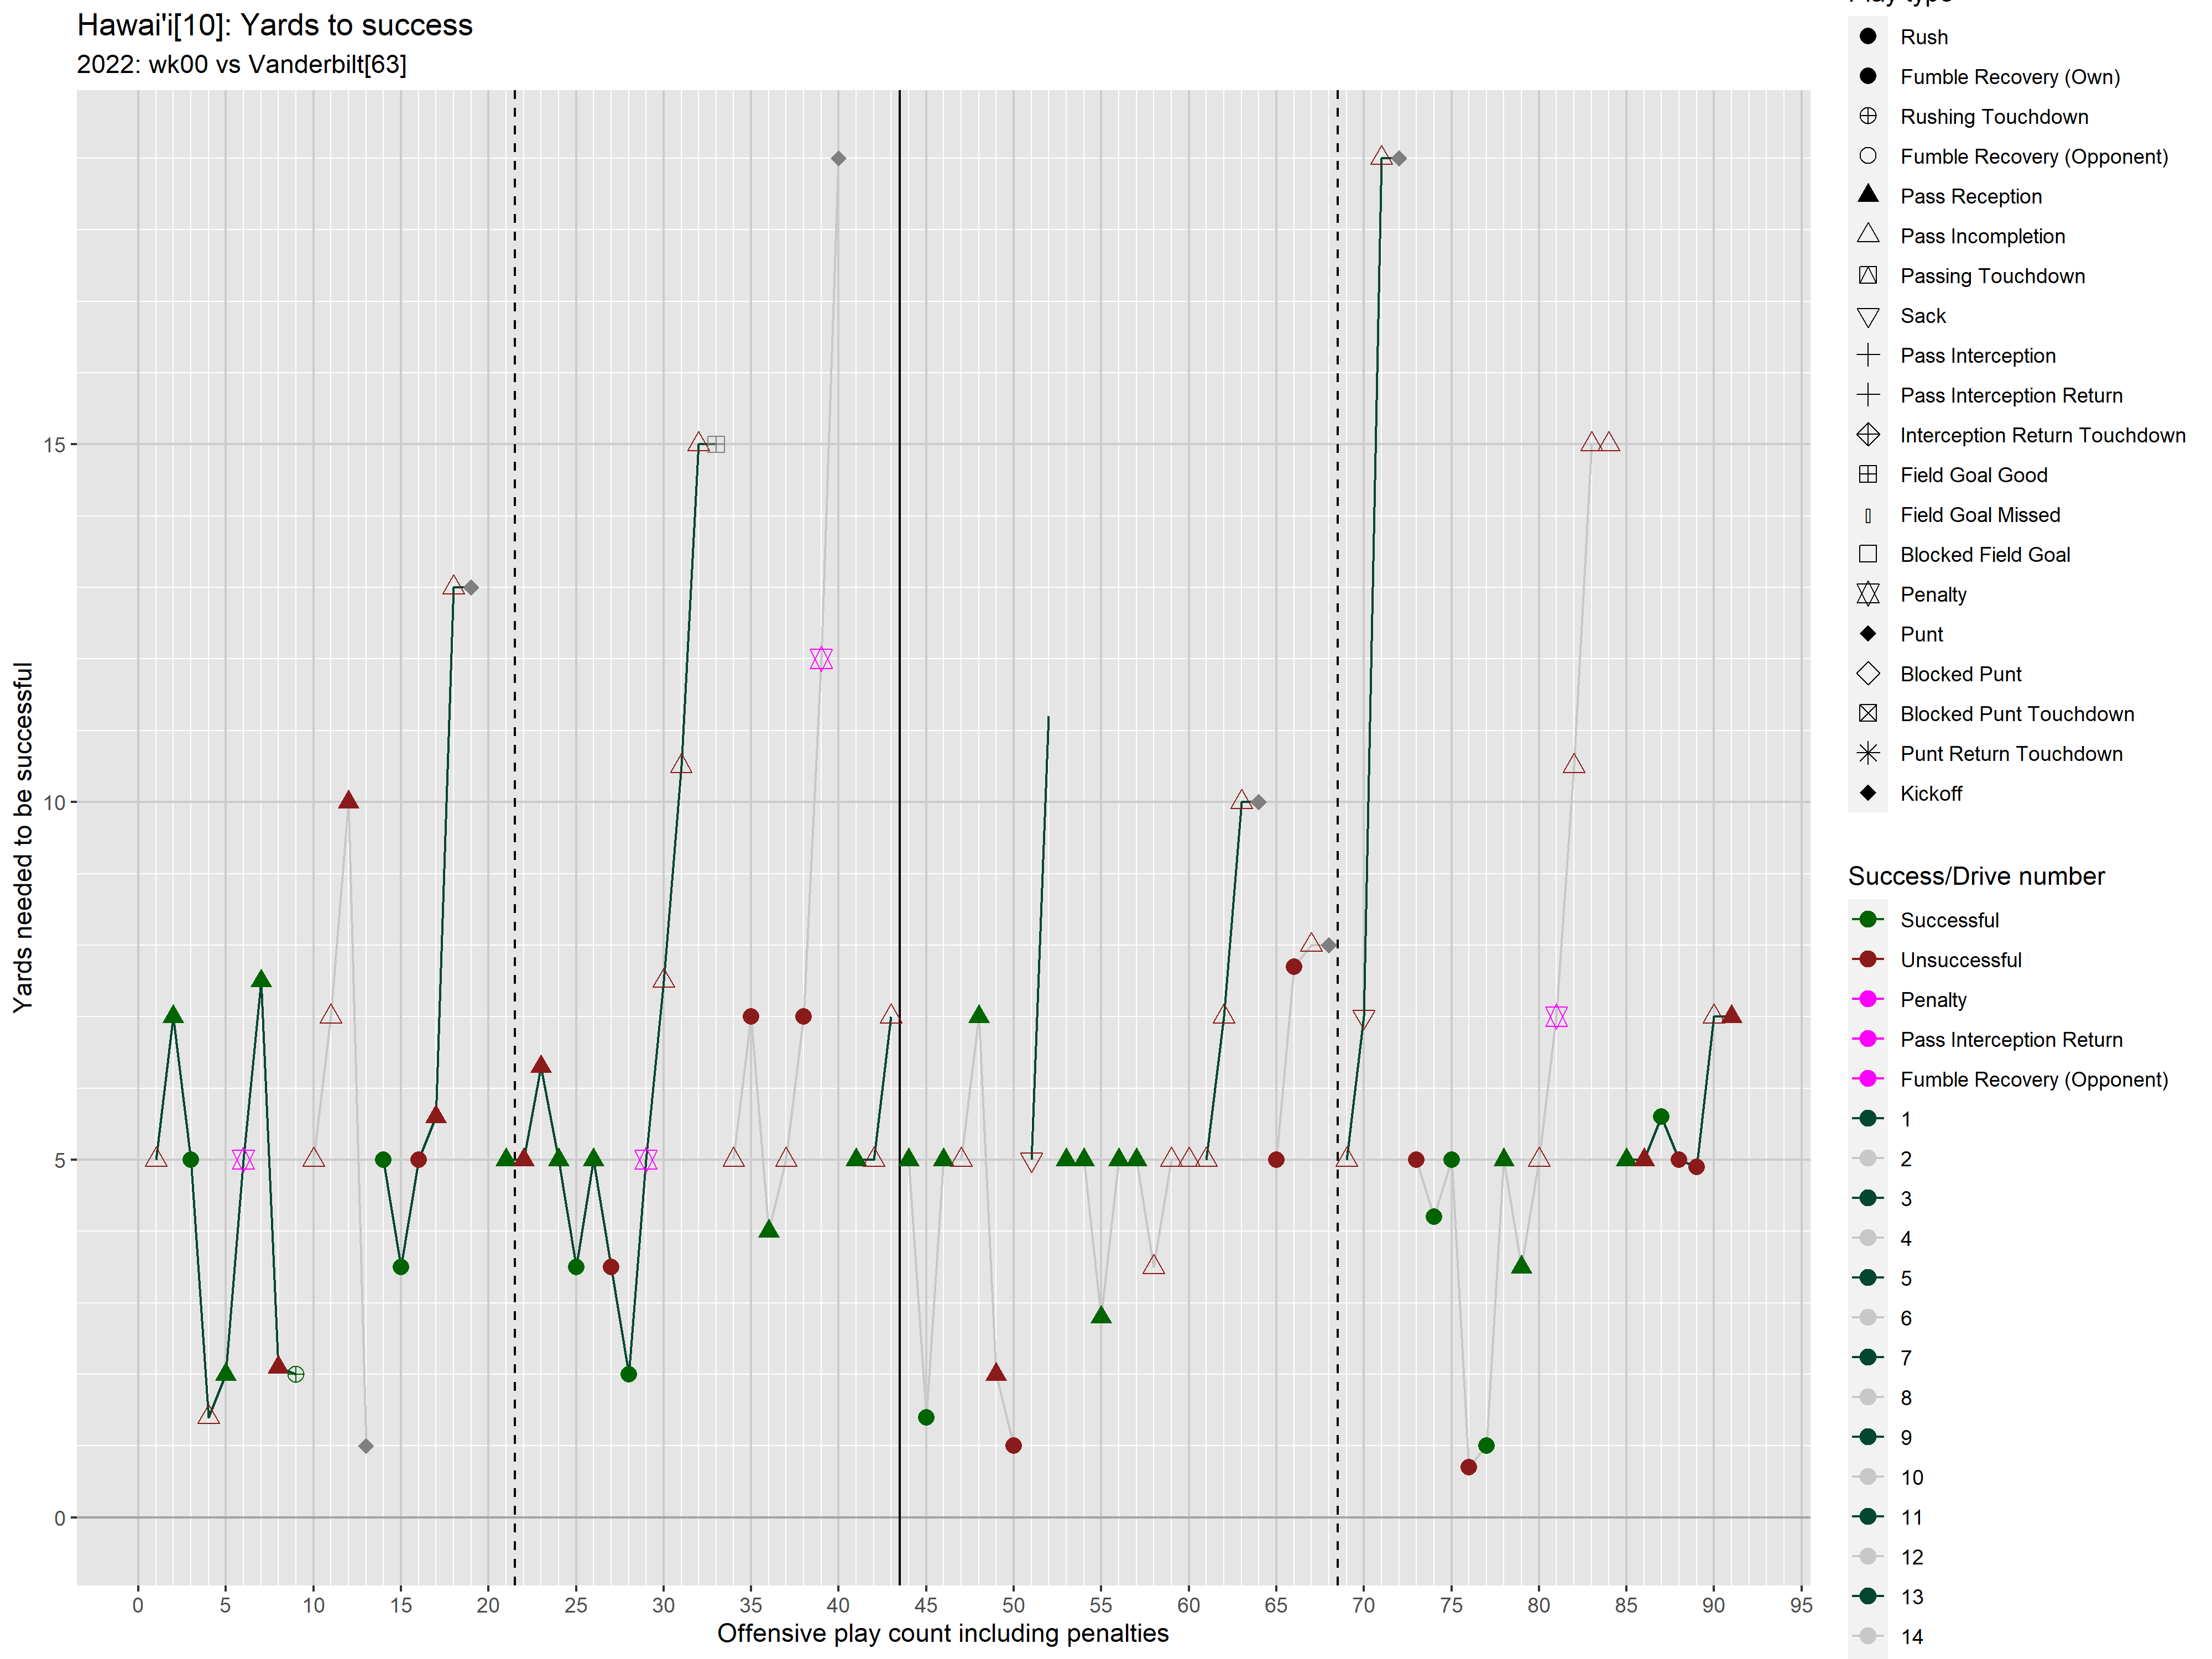 Hawai'i[10]: Yards to success
2022: wk00 vs Vanderbilt[63]
Yards needed to be successful
15
10
5
0
0 5 10 15 20 25 30 35 40 45 50 55 60 65 70 75 80 85 90 95
Offensive play count including penalties
Play type
Rush
Fumble Recovery (Own)
Rushing Touchdown
Fumble Recovery (Opponent)
Pass Reception
Pass Incompletion
Passing Touchdown
Sack
Pass Interception
Pass Interception Return
Interception Return Touchdown
Field Goal Good
Field Goal Missed
Blocked Field Goal
Penalty
Punt
Blocked Punt
Blocked Punt Touchdown
Punt Return Touchdown
Kickoff
Success/Drive number
Successful
Unsuccessful
Penalty
Pass Interception Return
Fumble Recovery (Opponent)
1
2
3
4
5
6
7
8
9
10
11
12
13
14